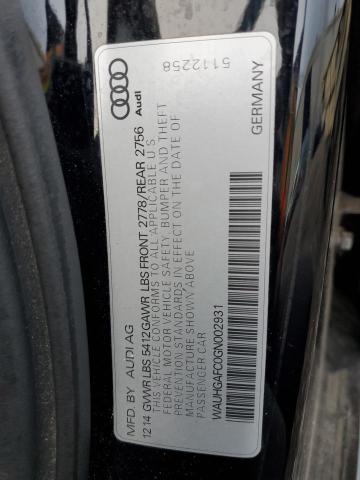 Audi
5112258
MFD. BY AUDI AG
12 14 GVWR LBS 5412 GAWR LBS FRONT 2778/REAR 2756
THIS VEHICLE CONFORMS TO ALL APPLICABLE U S
FEDERAL MOTOR VEHICLE SAFETY, BUMPER AND THEFT
PREVENTION STANDARDS IN EFFECT ON THE DATE OF
MANUFACTURE SHOWN ABOVE
PASSENGER CAR
WAUHGAFC0GN002931
GERMANY